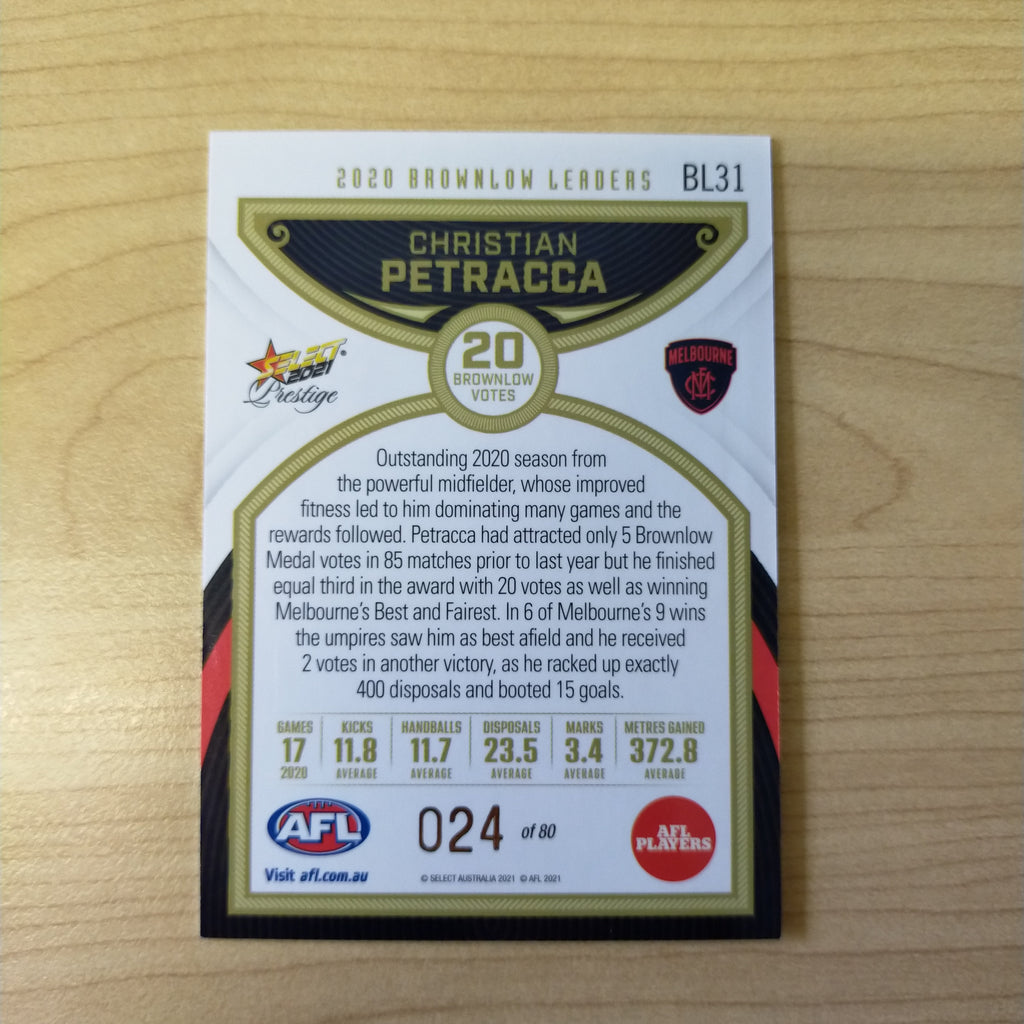 2020 BROWNLOW LEADERS BL31
CHRISTIAN
PETRACCA
20
BROWNLOW
VOTES
SELECT
2021
Prestige
MELBOURNE
Outstanding 2020 season from
the powerful midfielder, whose improved
fitness led to him dominating many games and the
rewards followed. Petracca had attracted only 5 Brownlow
Medal votes in 85 matches prior to last year but he finished
equal third in the award with 20 votes as well as winning
Melbourne's Best and Fairest. In 6 of Melbourne's 9 wins
the umpires saw him as best afield and he received
2 votes in another victory, as he racked up exactly
400 disposals and booted 15 goals.
GAMES KICKS HANDBALLS DISPOSALS MARKS METRES GAINED
17 11.8 11.7 23.5 3.4 372.8
2020 AVERAGE AVERAGE AVERAGE AVERAGE AVERAGE
AFL
024 of 80
AFL
PLAYERS
Visit afl.com.au
© SELECT AUSTRALIA 2021 © AFL 2021